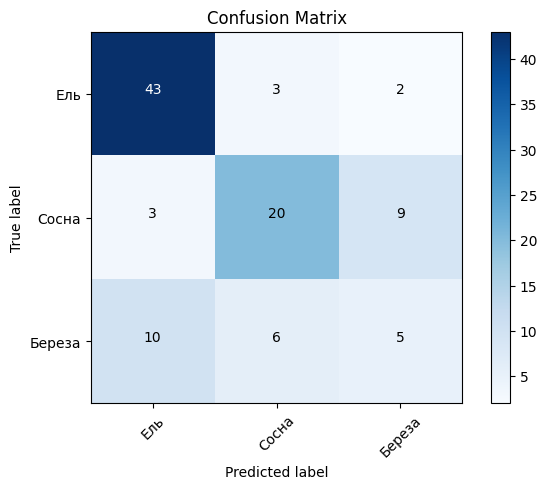 Confusion Matrix
True label
Ель
Сосна
Береза
43 3 2
3 20 9
10 6 5
Ель Сосна Береза
Predicted label
40
35
30
25
20
15
10
5